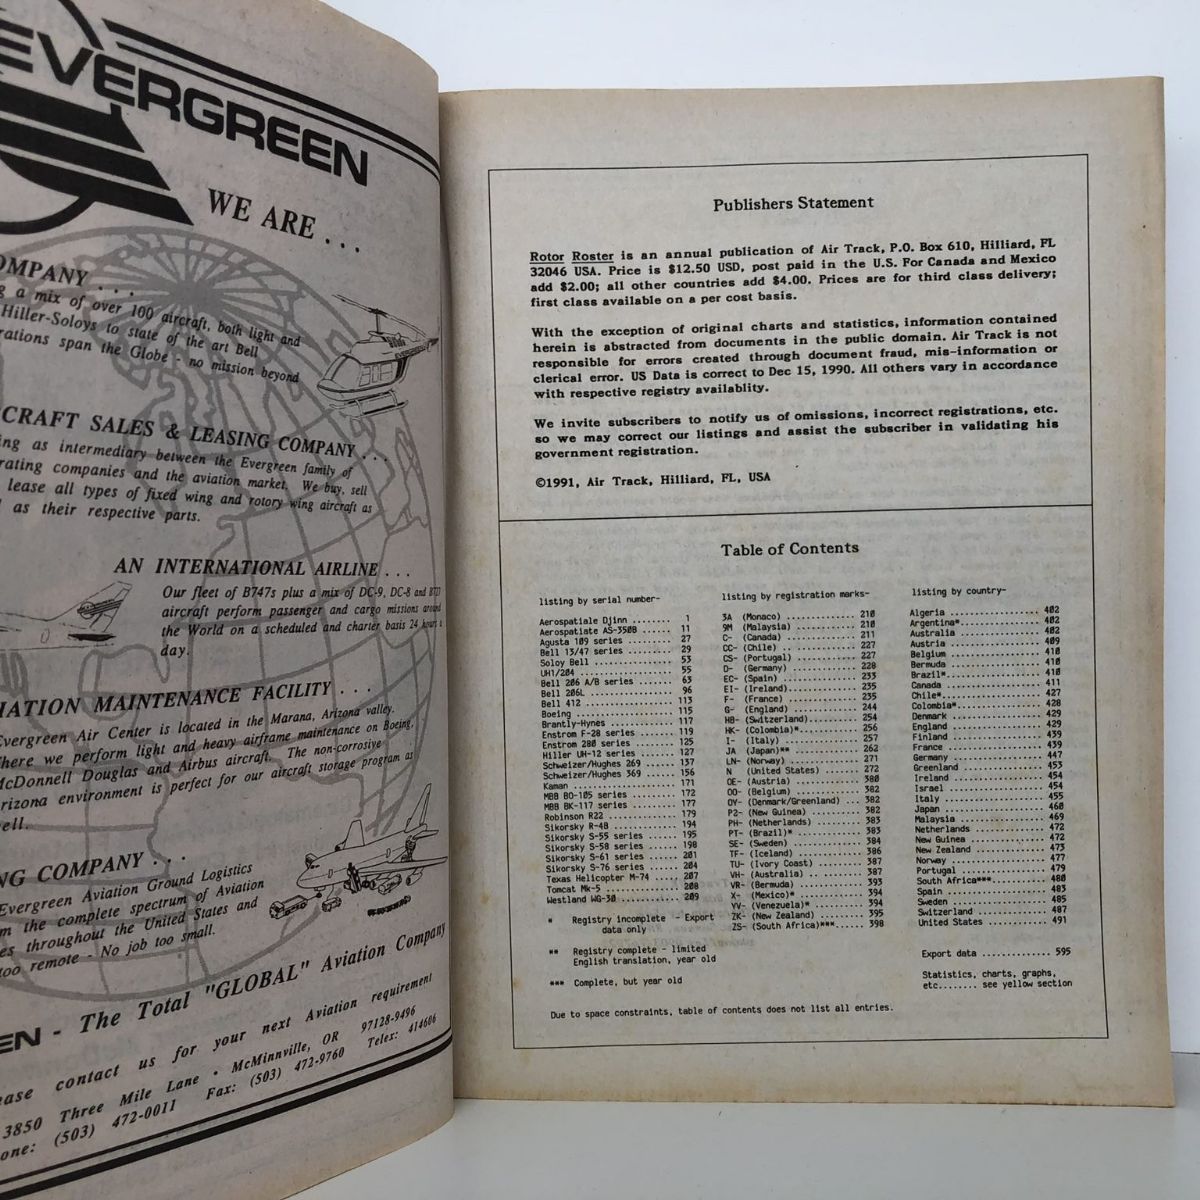 EVERGREEN
WE ARE . . .
COMPANY . . .
a mix of over 100 aircraft, both light and
Hiller-Soloys to state of the art Bell
rations span the Globe - no mission beyond
CRAFT SALES & LEASING COMPANY . . .
ing as intermediary between the Evergreen family of
rating companies and the aviation market. We buy, sell
lease all types of fixed wing and rotory wing aircraft as
as their respective parts.
AN INTERNATIONAL AIRLINE . . .
Our fleet of B747s plus a mix of DC-9, DC-8 and B727
aircraft perform passenger and cargo missions around
the World on a scheduled and charter basis 24 hours a
day.
IATION MAINTENANCE FACILITY . . .
Evergreen Air Center is located in the Marana, Arizona valley.
here we perform light and heavy airframe maintenance on Boeing,
McDonnell Douglas and Airbus aircraft. The non-corrosive
rizona environment is perfect for our aircraft storage program as
ell.
NG COMPANY . . .
Evergreen Aviation Ground Logistics
m the complete spectrum of Aviation
es throughout the United States and
too remote - No job too small.
EEN - The Total "GLOBAL" Aviation Company
ease contact us for your next Aviation requirement
3850 Three Mile Lane • McMinnville, OR 97128-9496
one: (503) 472-0011 Fax: (503) 472-9760 Telex: 414606
Publishers Statement
Rotor Roster is an annual publication of Air Track, P.O. Box 610, Hilliard, FL
32046 USA. Price is $12.50 USD, post paid in the U.S. For Canada and Mexico
add $2.00; all other countries add $4.00. Prices are for third class delivery;
first class available on a per cost basis.
With the exception of original charts and statistics, information contained
herein is abstracted from documents in the public domain. Air Track is not
responsible for errors created through document fraud, mis-information or
clerical error. US Data is correct to Dec 15, 1990. All others vary in accordance
with respective registry availablity.
We invite subscribers to notify us of omissions, incorrect registrations, etc.
so we may correct our listings and assist the subscriber in validating his
government registration.
©1991, Air Track, Hilliard, FL, USA
Table of Contents
listing by serial number-
Aerospatiale Djinn ........ 1
Aerospatiate AS-350B ..... 11
Agusta 109 series ........ 27
Bell 13/47 series ........ 29
Soloy Bell ............... 53
UH1/204 .................. 55
Bell 206 A/B series ...... 63
Bell 206L ................ 96
Bell 412 ................ 113
Boeing .................. 115
Brantly-Hynes ........... 117
Enstrom F-28 series ..... 119
Enstrom 280 series ...... 125
Hiller UH-12 series ..... 127
Schweizer/Hughes 269 .... 137
Schweizer/Hughes 369 .... 156
Kaman ................... 171
MBB BO-105 series ....... 172
MBB BK-117 series ....... 177
Robinson R22 ............ 179
Sikorsky R-4B ........... 194
Sikorsky S-55 series .... 195
Sikorsky S-58 series .... 198
Sikorsky S-61 series .... 201
Sikorsky S-76 series .... 204
Texas Helicopter M-74 ... 207
Tomcat Mk-5 ............. 208
Westland WG-30 .......... 209
* Registry incomplete - Export
data only
** Registry complete - limited
English translation, year old
*** Complete, but year old
listing by registration marks-
3A (Monaco) ............. 210
9M (Malaysia) ........... 210
C- (Canada) ............. 211
CC- (Chile) .. .......... 227
CS- (Portugal) .......... 227
D- (Germany) ............ 228
EC- (Spain) ............. 233
EI- (Ireland) ........... 235
F- (France) ............. 235
G- (England) ............ 244
HB- (Switzerland)........ 254
HK- (Colombia)*.......... 256
I- (Italy) .............. 257
JA (Japan)** ............ 262
LN- (Norway) ............ 271
N (United States) ....... 272
OE- (Austria) ........... 380
OO- (Belgium) ........... 382
OY- (Denmark/Greenland) ... 382
P2- (New Guinea) ........ 382
PH- (Netherlands) ....... 383
PT- (Brazil)* ........... 383
SE- (Sweden) ............ 384
TF- (Iceland) ........... 386
TU- (Ivory Coast) ....... 387
VH- (Australia) ......... 387
VR- (Bermuda) ........... 393
X- (Mexico)* ............ 394
YV- (Venezuela)* ........ 394
ZK- (New Zealand) ....... 395
ZS- (South Africa)***..... 398
listing by country-
Algeria ................. 402
Argentina*............... 402
Australia ............... 402
Austria ................. 409
Belgium ................. 410
Bermuda ................. 410
Brazil*.................. 410
Canada .................. 411
Chile*................... 427
Colombia*................ 428
Denmark ................. 429
England ................. 429
Finland ................. 439
France .................. 439
Germany ................. 447
Greenland ............... 453
Ireland ................. 454
Israel .................. 454
Italy ................... 455
Japan ................... 460
Malaysia ................ 469
Netherlands ............. 472
New Guinea .............. 472
New Zealand ............. 473
Norway .................. 477
Portugal ................ 479
South Africa***.......... 480
Spain ................... 483
Sweden .................. 485
Switzerland ............. 487
United States ........... 491
Export data ............. 595
Statistics, charts, graphs,
etc........ see yellow section
Due to space constraints, table of contents does not list all entries.